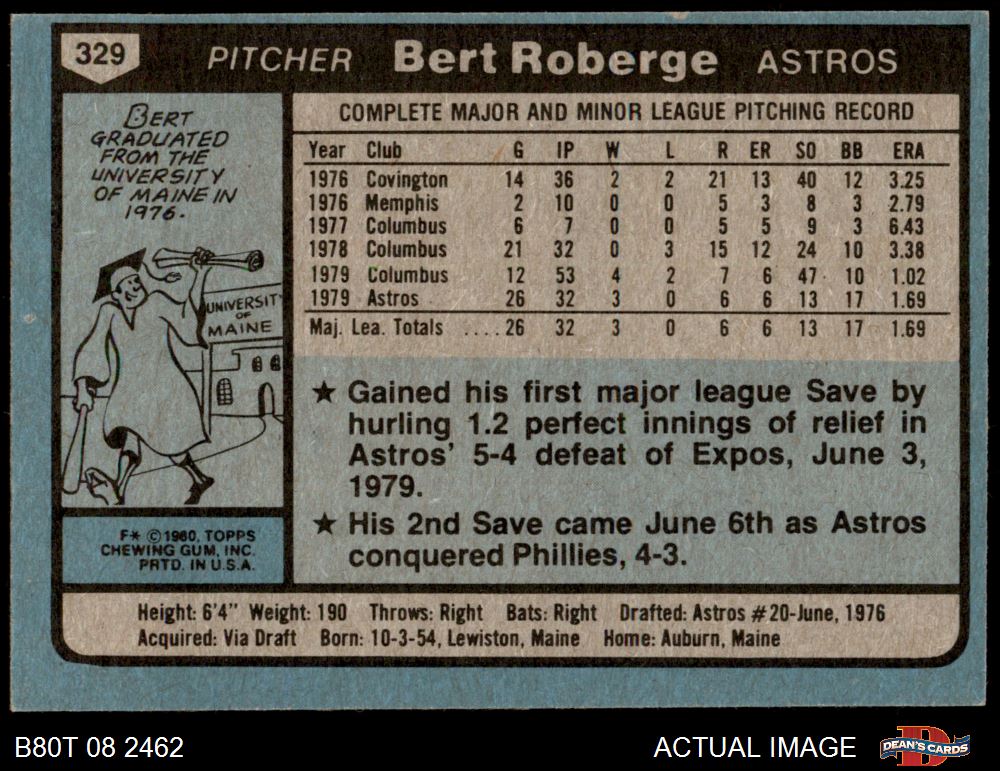 329 PITCHER Bert Roberge ASTROS
BERT
GRADUATED
FROM THE
UNIVERSITY
OF MAINE IN
1976.
UNIVERSITY
OF
MAINE
F* © 1980, TOPPS
CHEWING GUM, INC.
PRTD. IN U.S.A.
COMPLETE MAJOR AND MINOR LEAGUE PITCHING RECORD
Year Club G IP W L R ER SO BB ERA
1976 Covington 14 36 2 2 21 13 40 12 3.25
1976 Memphis 2 10 0 0 5 3 8 3 2.79
1977 Columbus 6 7 0 0 5 5 9 3 6.43
1978 Columbus 21 32 0 3 15 12 24 10 3.38
1979 Columbus 12 53 4 2 7 6 47 10 1.02
1979 Astros 26 32 3 0 6 6 13 17 1.69
Maj. Lea. Totals ....26 32 3 0 6 6 13 17 1.69
★ Gained his first major league Save by
hurling 1.2 perfect innings of relief in
Astros' 5-4 defeat of Expos, June 3,
1979.
★ His 2nd Save came June 6th as Astros
conquered Phillies, 4-3.
Height: 6'4" Weight: 190 Throws: Right Bats: Right Drafted: Astros #20-June, 1976
Acquired: Via Draft Born: 10-3-54, Lewiston, Maine Home: Auburn, Maine
B80T 08 2462 ACTUAL IMAGE DEAN'S CARDS